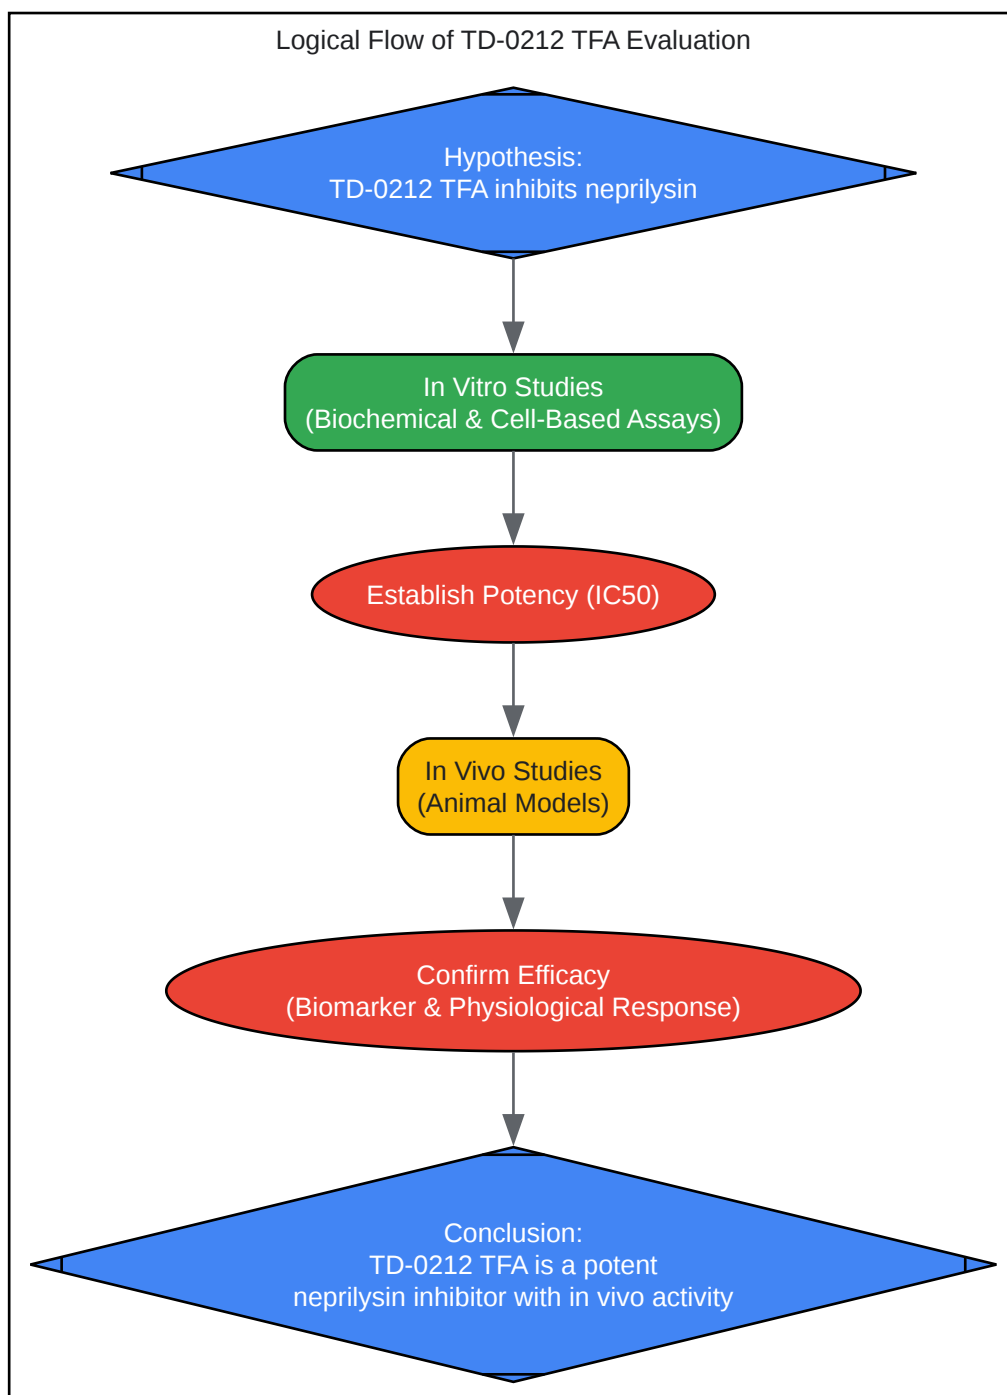 Logical Flow of TD-0212 TFA Evaluation
Hypothesis:
TD-0212 TFA inhibits neprilysin
In Vitro Studies
(Biochemical & Cell-Based Assays)
Establish Potency (IC50)
In Vivo Studies
(Animal Models)
Confirm Efficacy
(Biomarker & Physiological Response)
Conclusion:
TD-0212 TFA is a potent
neprilysin inhibitor with in vivo activity